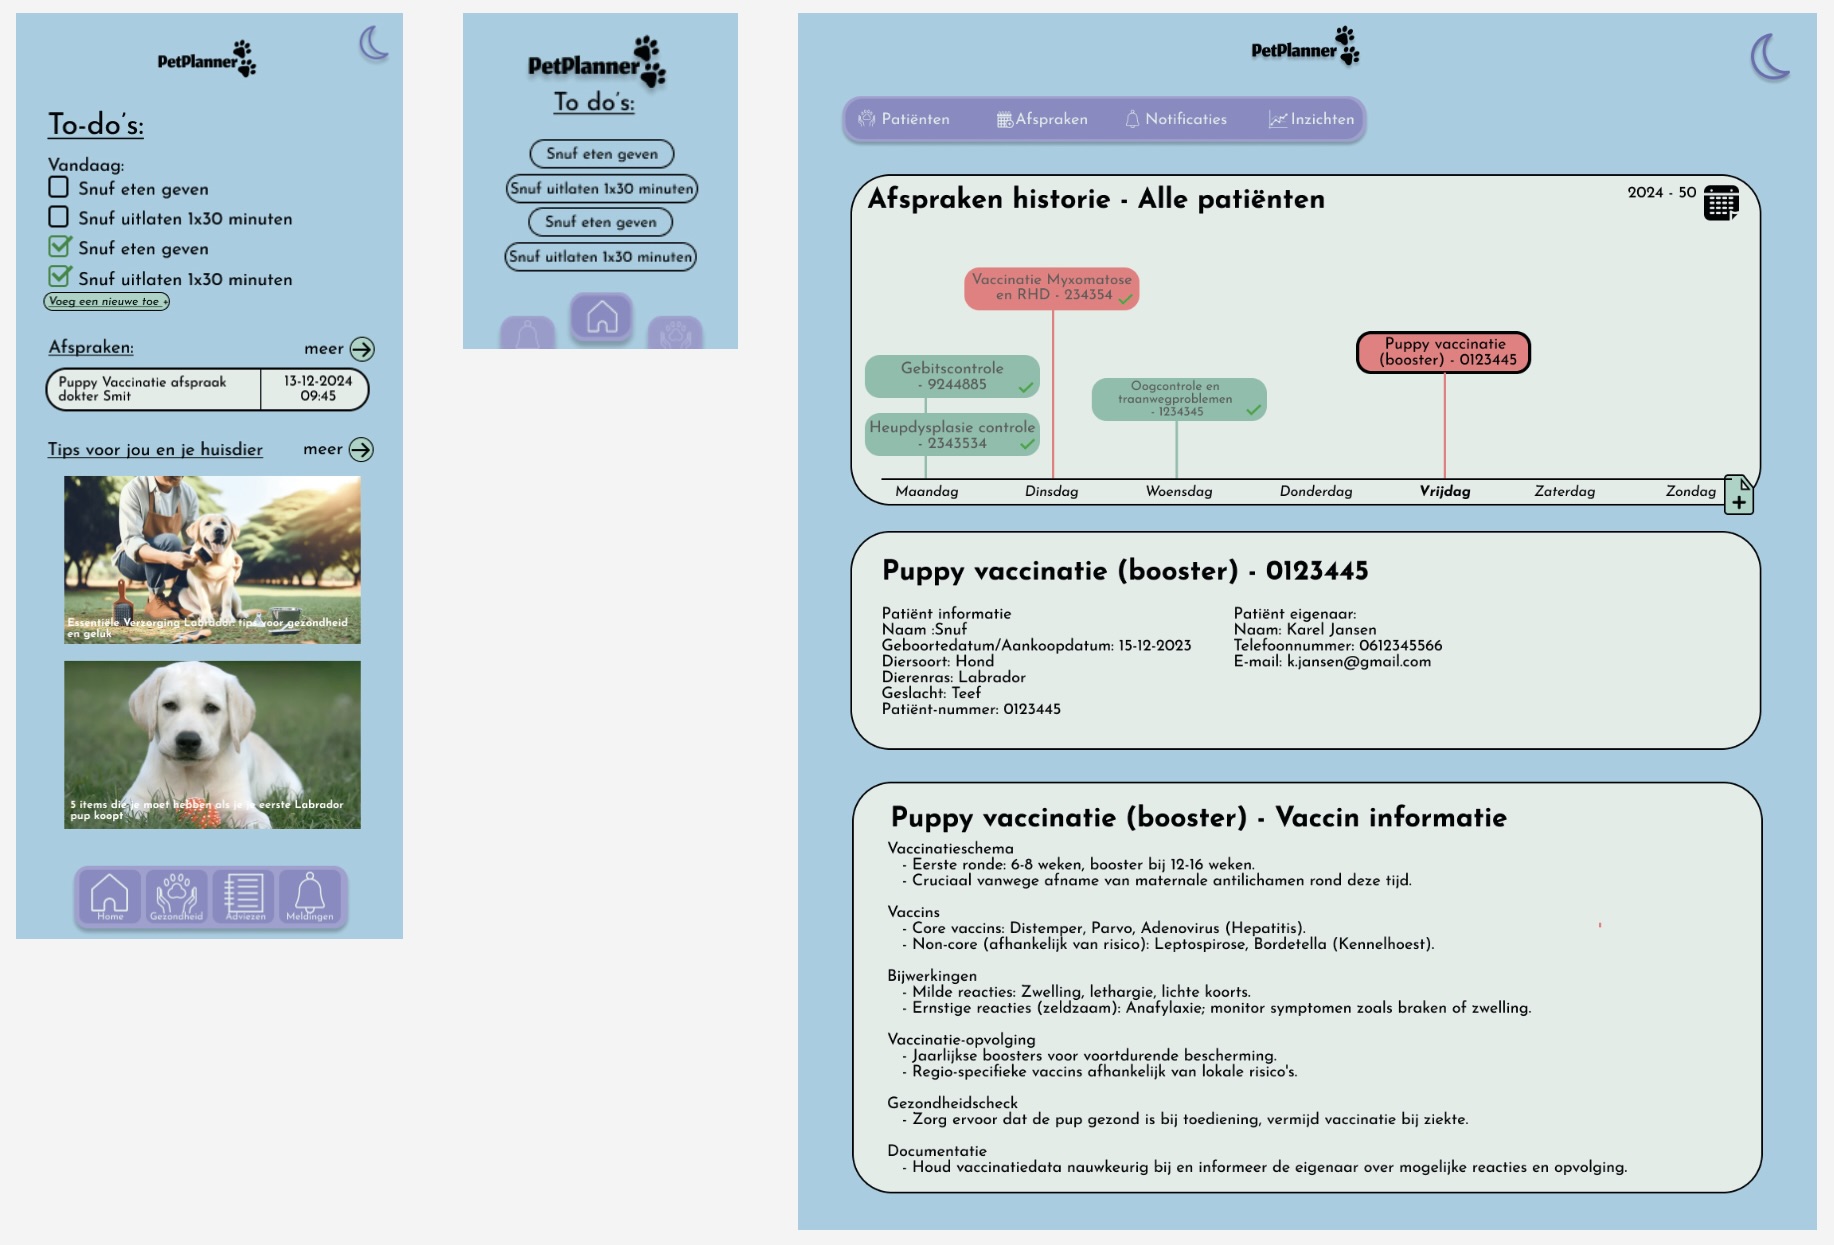 PetPlanner
To-do's:
Vandaag:
Snuf eten geven
Snuf uitlaten 1x30 minuten
Snuf eten geven
Snuf uitlaten 1x30 minuten
Voeg een nieuwe toe +
Afspraken:
meer
Puppy Vaccinatie afspraak
dokter Smit
13-12-2024
09:45
Tips voor jou en je huisdier
meer
Essentiële Verzorging Labrador: tips voor gezondheid
en geluk
5 items die je moet hebben als je je eerste Labrador
pup koopt
Home
Gezondheid
Adviezen
Meldingen
PetPlanner
To do's:
Snuf eten geven
Snuf uitlaten 1x30 minuten
Snuf eten geven
Snuf uitlaten 1x30 minuten
PetPlanner
Patiënten
Afspraken
Notificaties
Inzichten
Afspraken historie - Alle patiënten
2024 - 50
Vaccinatie Myxomatose
en RHD - 234354
Puppy vaccinatie
(booster) - 0123445
Gebitscontrole
- 9244885
Oogcontrole en
traanwegproblemen
- 1234345
Heupdysplasie controle
- 2343534
Maandag
Dinsdag
Woensdag
Donderdag
Vrijdag
Zaterdag
Zondag
Puppy vaccinatie (booster) - 0123445
Patiënt informatie
Naam :Snuf
Geboortedatum/Aankoopdatum: 15-12-2023
Diersoort: Hond
Dierenras: Labrador
Geslacht: Teef
Patiënt-nummer: 0123445
Patiënt eigenaar:
Naam: Karel Jansen
Telefoonnummer: 0612345566
E-mail: k.jansen@gmail.com
Puppy vaccinatie (booster) - Vaccin informatie
Vaccinatieschema
- Eerste ronde: 6-8 weken, booster bij 12-16 weken.
- Cruciaal vanwege afname van maternale antilichamen rond deze tijd.
Vaccins
- Core vaccins: Distemper, Parvo, Adenovirus (Hepatitis).
- Non-core (afhankelijk van risico): Leptospirose, Bordetella (Kennelhoest).
Bijwerkingen
- Milde reacties: Zwelling, lethargie, lichte koorts.
- Ernstige reacties (zeldzaam): Anafylaxie; monitor symptomen zoals braken of zwelling.
Vaccinatie-opvolging
- Jaarlijkse boosters voor voortdurende bescherming.
- Regio-specifieke vaccins afhankelijk van lokale risico's.
Gezondheidscheck
- Zorg ervoor dat de pup gezond is bij toediening, vermijd vaccinatie bij ziekte.
Documentatie
- Houd vaccinatiedata nauwkeurig bij en informeer de eigenaar over mogelijke reacties en opvolging.